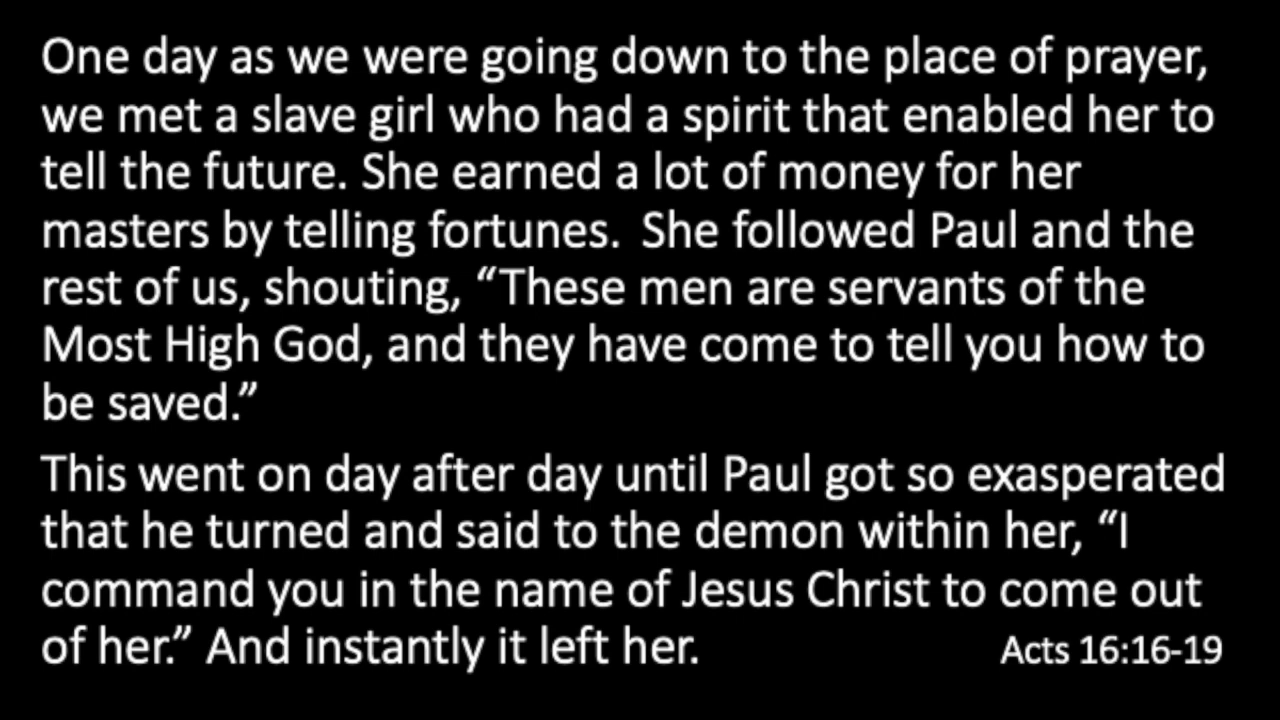 One day as we were going down to the place of prayer,
we met a slave girl who had a spirit that enabled her to
tell the future. She earned a lot of money for her
masters by telling fortunes.  She followed Paul and the
rest of us, shouting, “These men are servants of the
Most High God, and they have come to tell you how to
be saved.”
This went on day after day until Paul got so exasperated
that he turned and said to the demon within her, “I
command you in the name of Jesus Christ to come out
of her.” And instantly it left her. Acts 16:16-19